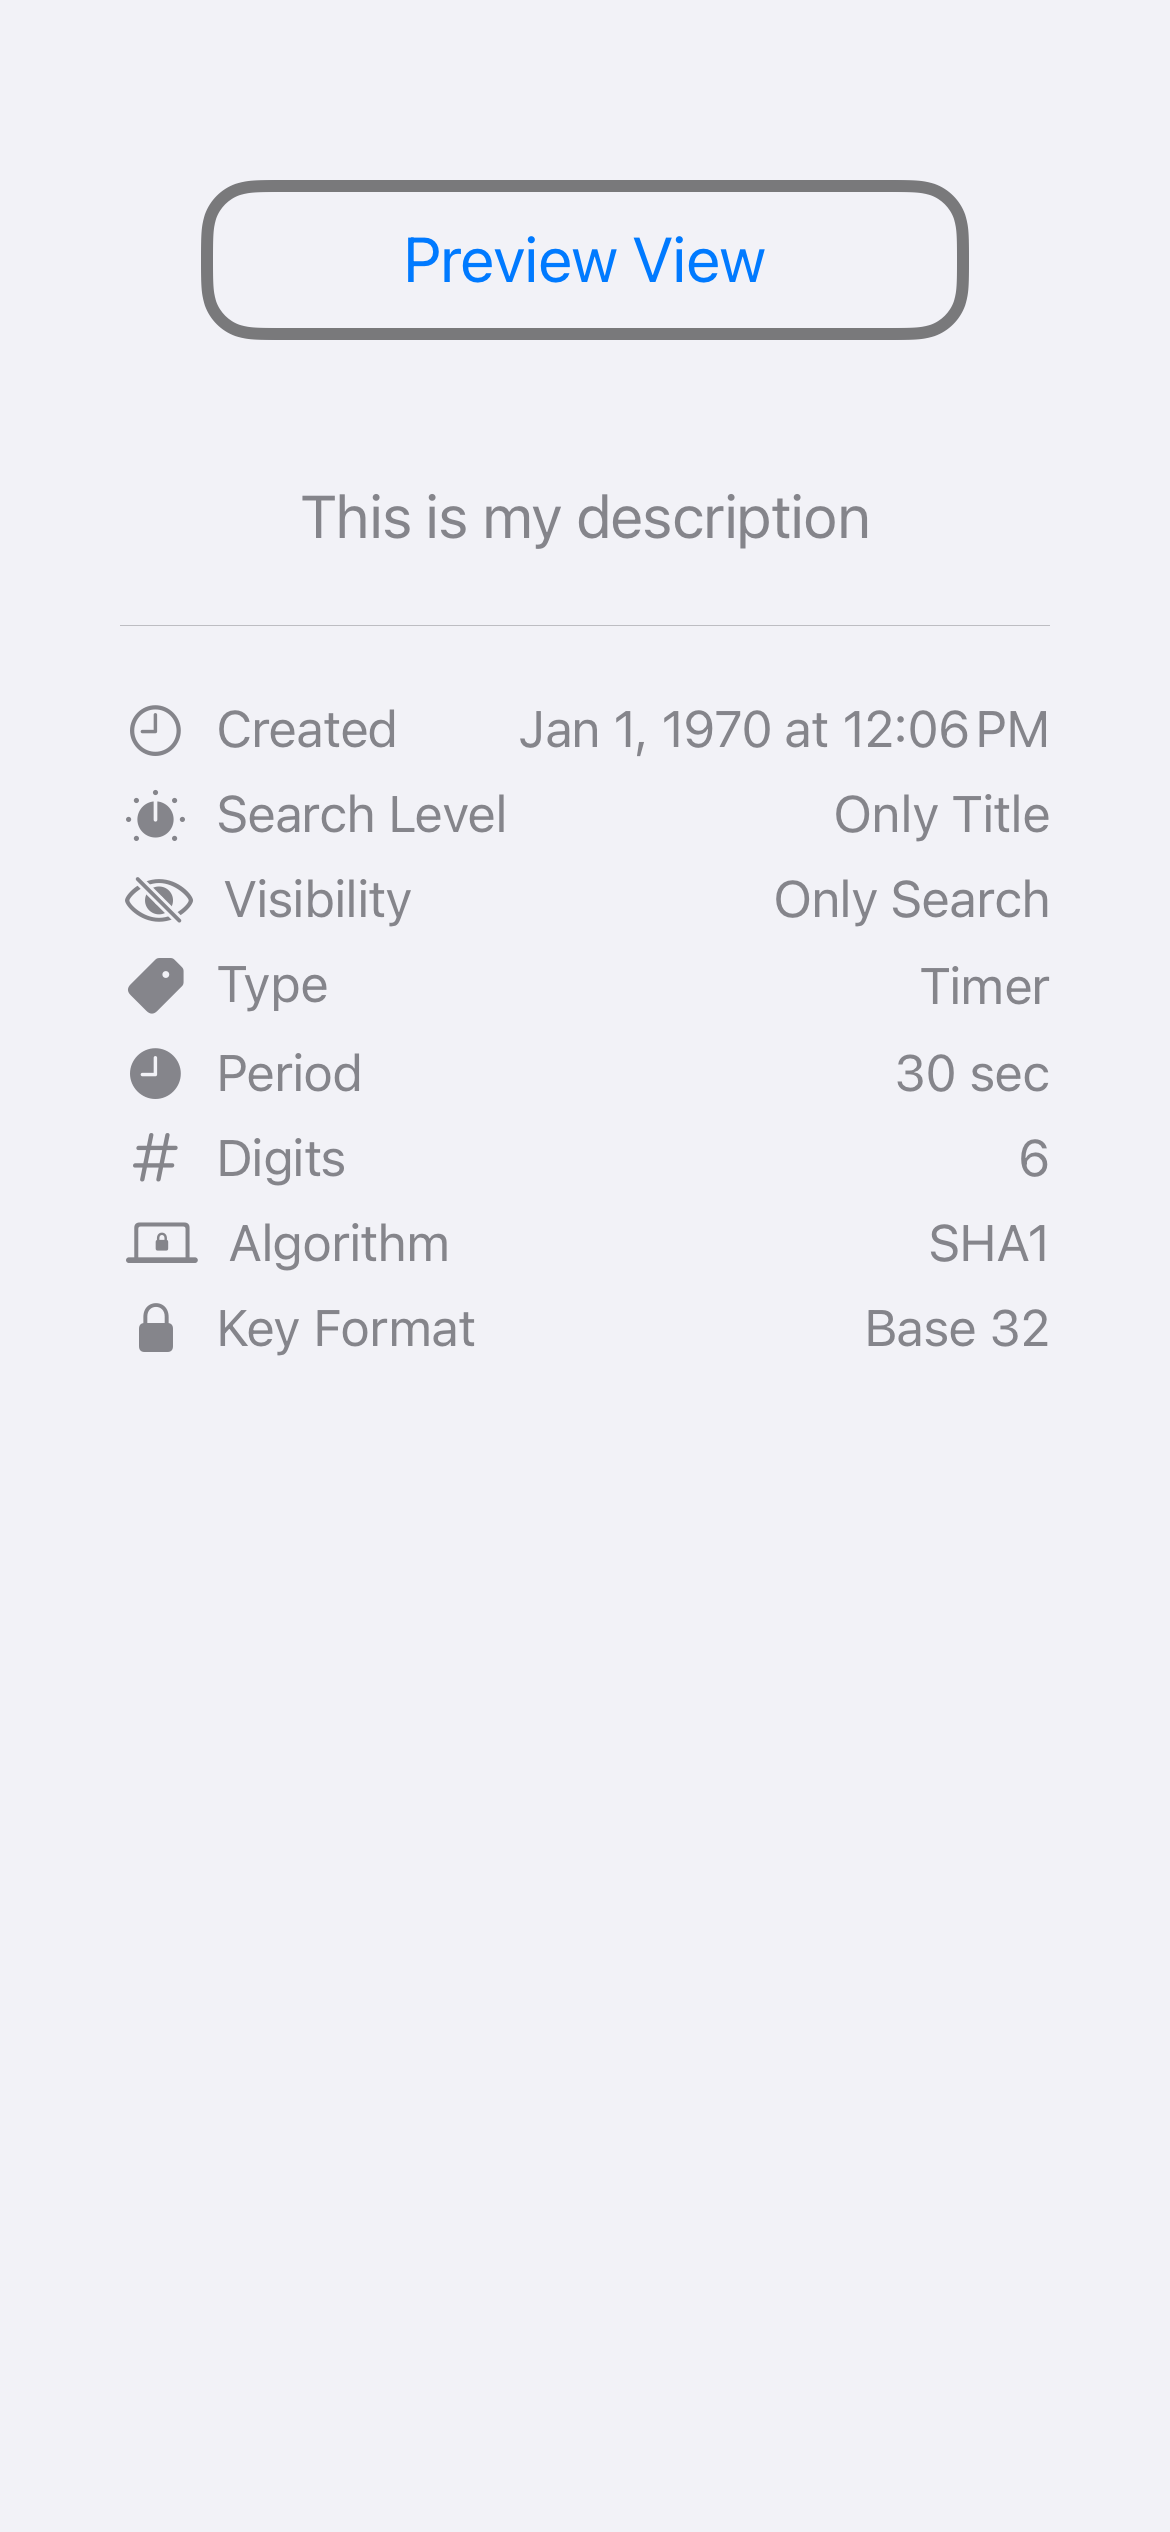 Preview View
This is my description
Created Jan 1, 1970 at 12:06 PM
Search Level Only Title
Visibility Only Search
Type Timer
Period 30 sec
Digits 6
Algorithm SHA1
Key Format Base 32